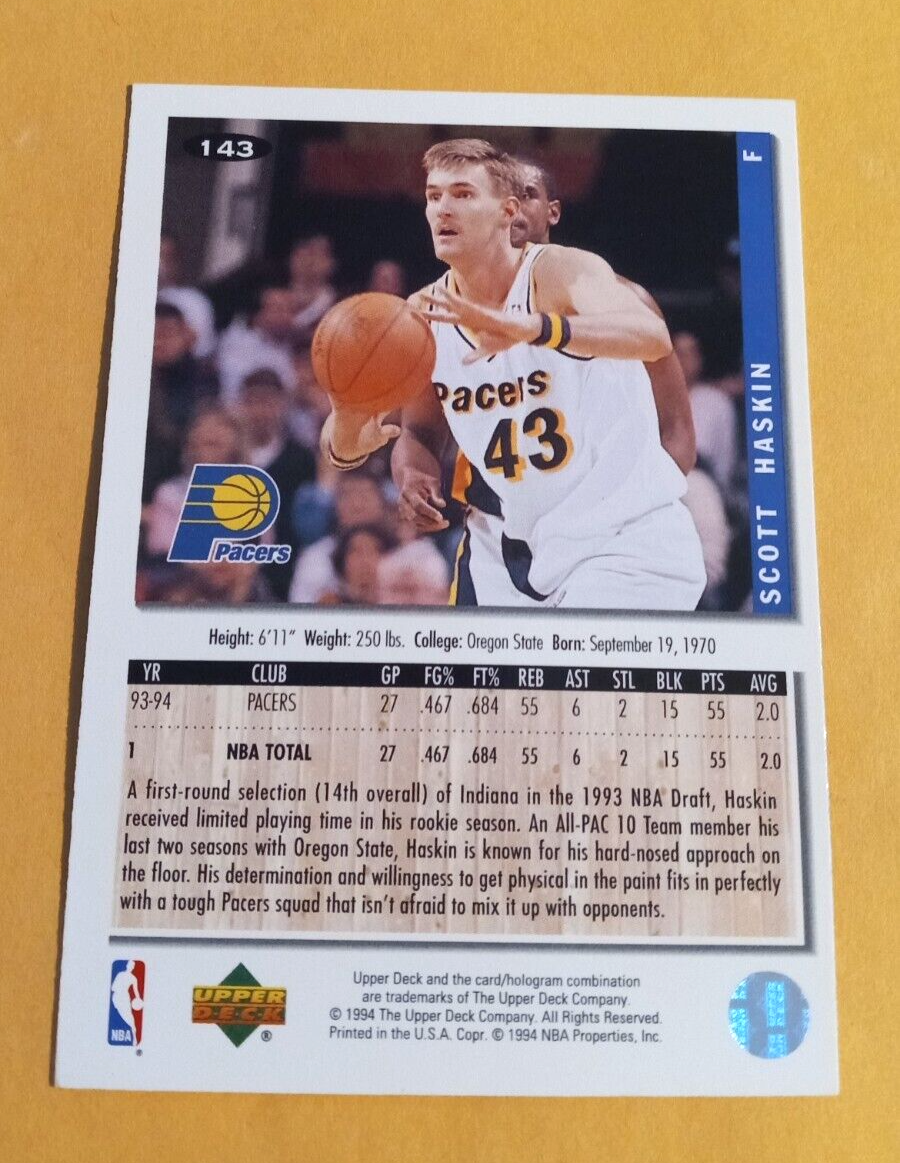 143
F
SCOTT HASKIN
Pacers
43
Pacers
Height: 6'11" Weight: 250 lbs. College: Oregon State Born: September 19, 1970
YR CLUB GP FG% FT% REB AST STL BLK PTS AVG
93-94 PACERS 27 .467 .684 55 6 2 15 55 2.0
1 NBA TOTAL 27 .467 .684 55 6 2 15 55 2.0
A first-round selection (14th overall) of Indiana in the 1993 NBA Draft, Haskin
received limited playing time in his rookie season. An All-PAC 10 Team member his
last two seasons with Oregon State, Haskin is known for his hard-nosed approach on
the floor. His determination and willingness to get physical in the paint fits in perfectly
with a tough Pacers squad that isn't afraid to mix it up with opponents.
NBA
®
UPPER
DECK
®
Upper Deck and the card/hologram combination
are trademarks of The Upper Deck Company.
© 1994 The Upper Deck Company. All Rights Reserved.
Printed in the U.S.A. Copr. © 1994 NBA Properties, Inc.